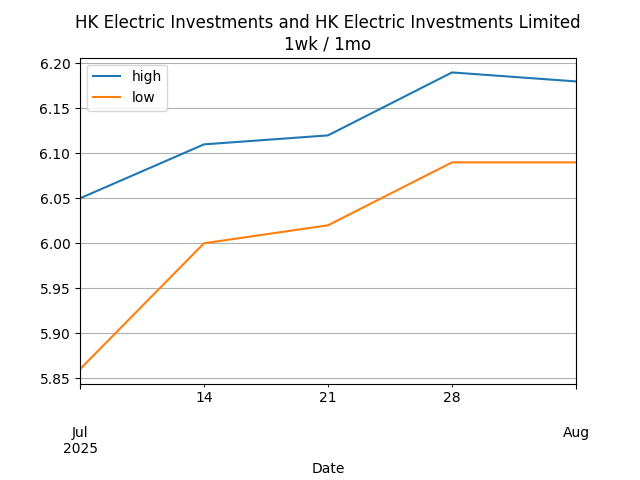 HK Electric Investments and HK Electric Investments Limited
1wk / 1mo
6.20
6.15
6.10
6.05
6.00
5.95
5.90
5.85
high
low
14
21
28
Jul
2025
Aug
Date